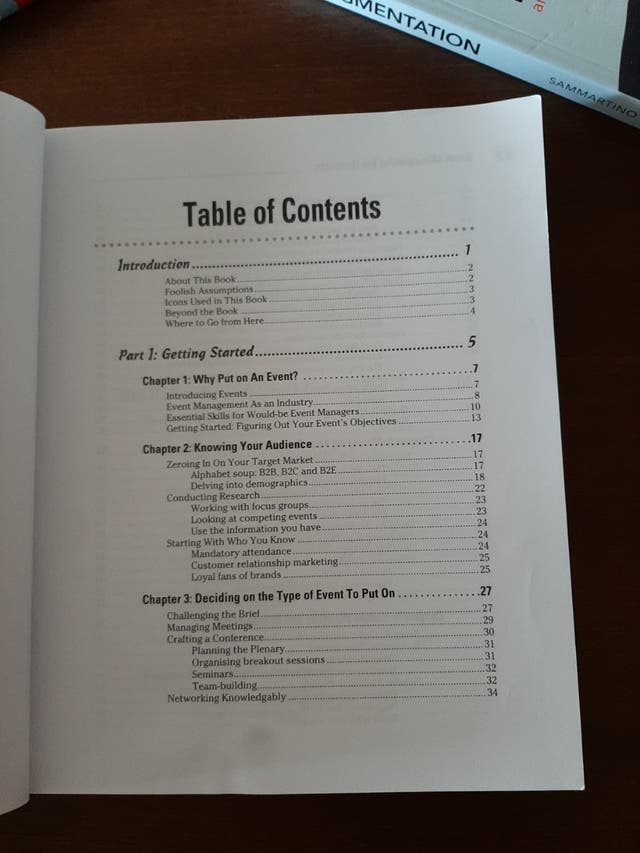 MENTATION
SAMMARTINO
Table of Contents
Introduction 1
About This Book 2
Foolish Assumptions 2
Icons Used in This Book 3
Beyond the Book 3
Where to Go from Here 4
Part 1: Getting Started 5
Chapter 1: Why Put on An Event? 7
Introducing Events 7
Event Management As an Industry 8
Essential Skills for Would-be Event Managers 10
Getting Started: Figuring Out Your Event's Objectives 13
Chapter 2: Knowing Your Audience 17
Zeroing In On Your Target Market 17
Alphabet soup: B2B, B2C and B2E 17
Delving into demographics 18
Conducting Research 22
Working with focus groups 23
Looking at competing events 23
Use the information you have 24
Starting With Who You Know 24
Mandatory attendance 24
Customer relationship marketing 25
Loyal fans of brands 25
Chapter 3: Deciding on the Type of Event To Put On 27
Challenging the Brief 27
Managing Meetings 29
Crafting a Conference 30
Planning the Plenary 31
Organising breakout sessions 31
Seminars 32
Team-building 32
Networking Knowledgably 34